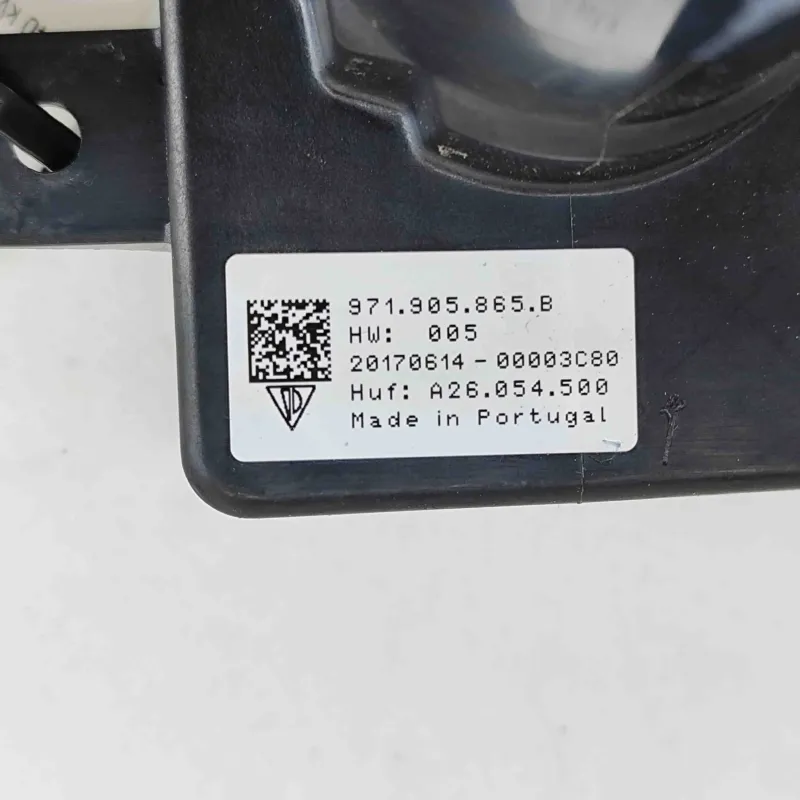 971.905.865.B
HW: 005
20170614-00003C80
Huf: A26.054.500
Made in Portugal